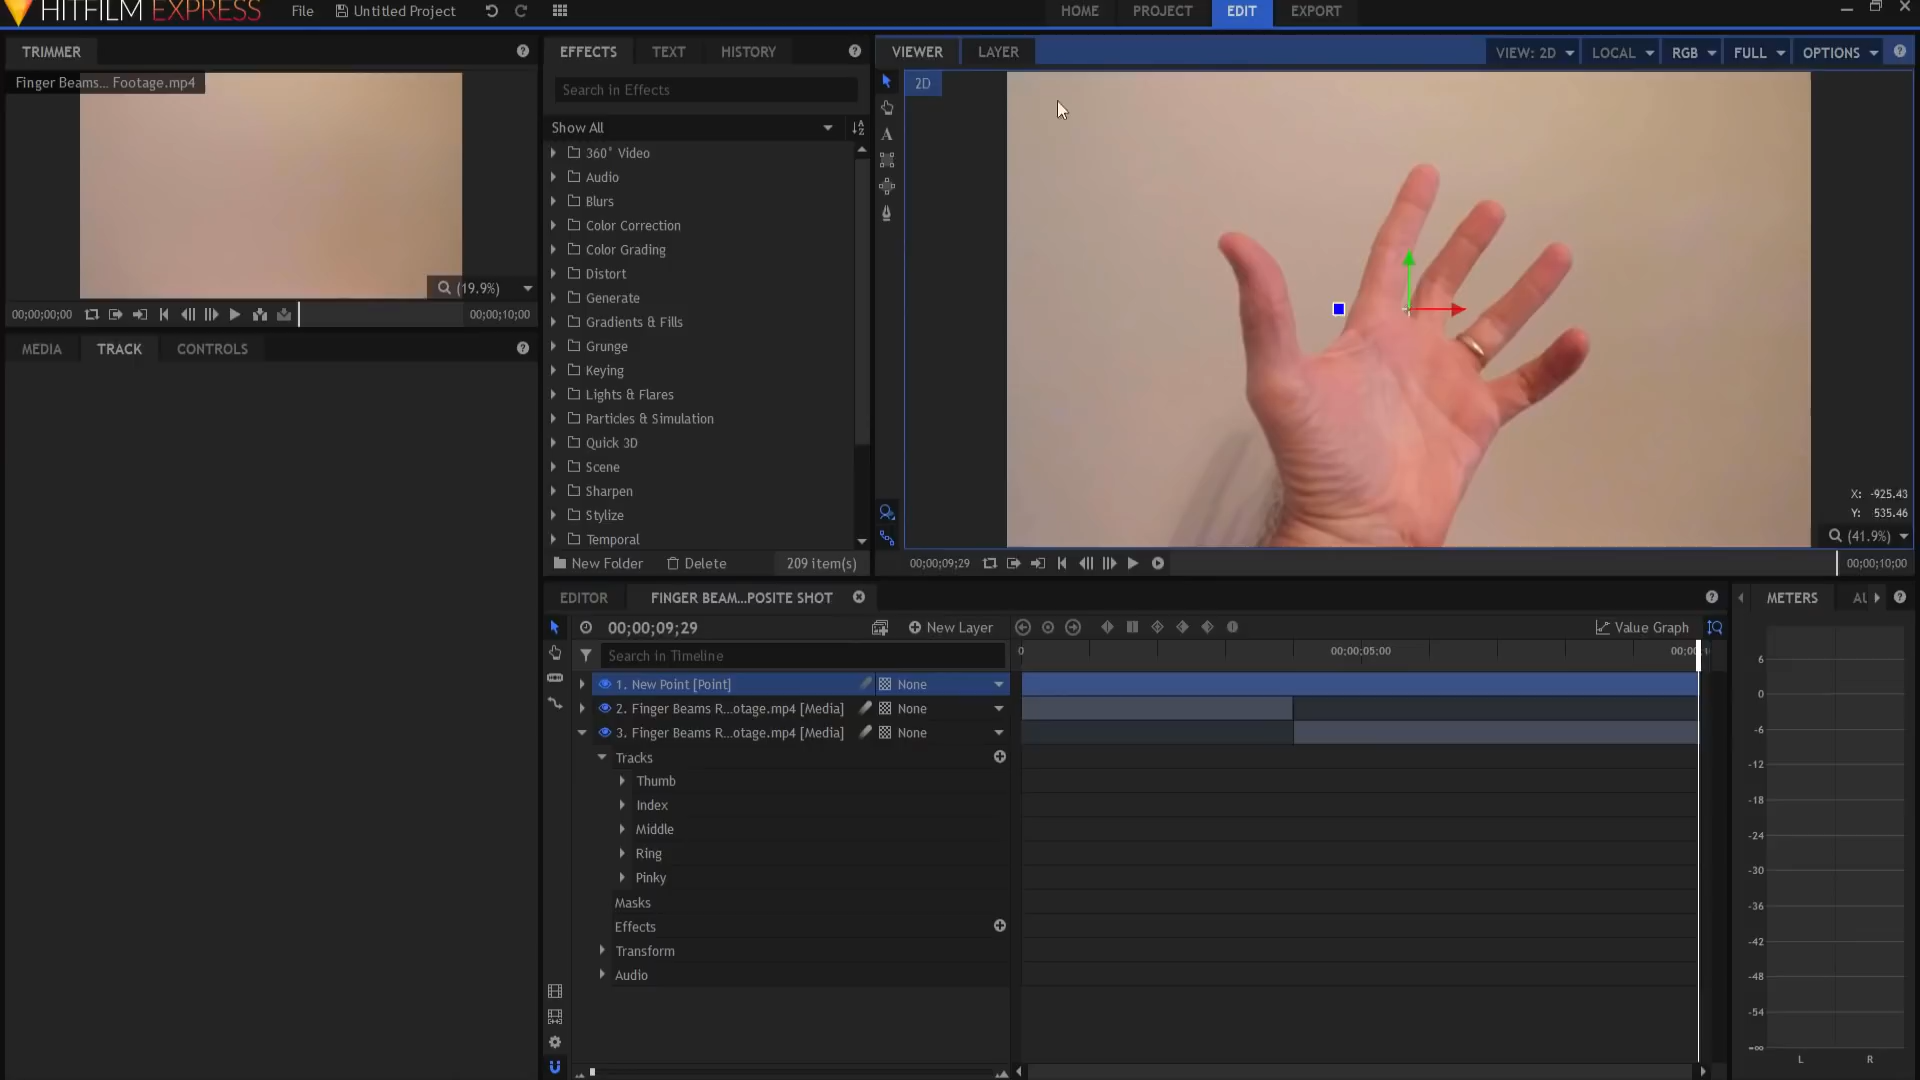 HITFILM EXPRESS
File
Untitled Project
HOME
PROJECT
EDIT
EXPORT
TRIMMER
Finger Beams... Footage.mp4
(19.9%)
00;00;00;00
00;00;10;00
MEDIA
TRACK
CONTROLS
EFFECTS
TEXT
HISTORY
Search in Effects
Show All
360° Video
Audio
Blurs
Color Correction
Color Grading
Distort
Generate
Gradients & Fills
Grunge
Keying
Lights & Flares
Particles & Simulation
Quick 3D
Scene
Sharpen
Stylize
Temporal
New Folder
Delete
209 item(s)
VIEWER
LAYER
VIEW: 2D
LOCAL
RGB
FULL
OPTIONS
2D
X: -925.43
Y: 535.46
(41.9%)
00;00;09;29
00;00;10;00
EDITOR
FINGER BEAM...POSITE SHOT
00;00;09;29
New Layer
Value Graph
Search in Timeline
0
00;00;05;00
1. New Point [Point]
None
2. Finger Beams R...otage.mp4 [Media]
None
3. Finger Beams R...otage.mp4 [Media]
None
Tracks
Thumb
Index
Middle
Ring
Pinky
Masks
Effects
Transform
Audio
METERS
6
0
-6
-12
-18
-24
-30
-36
-42
-48
-54
-∞
L
R